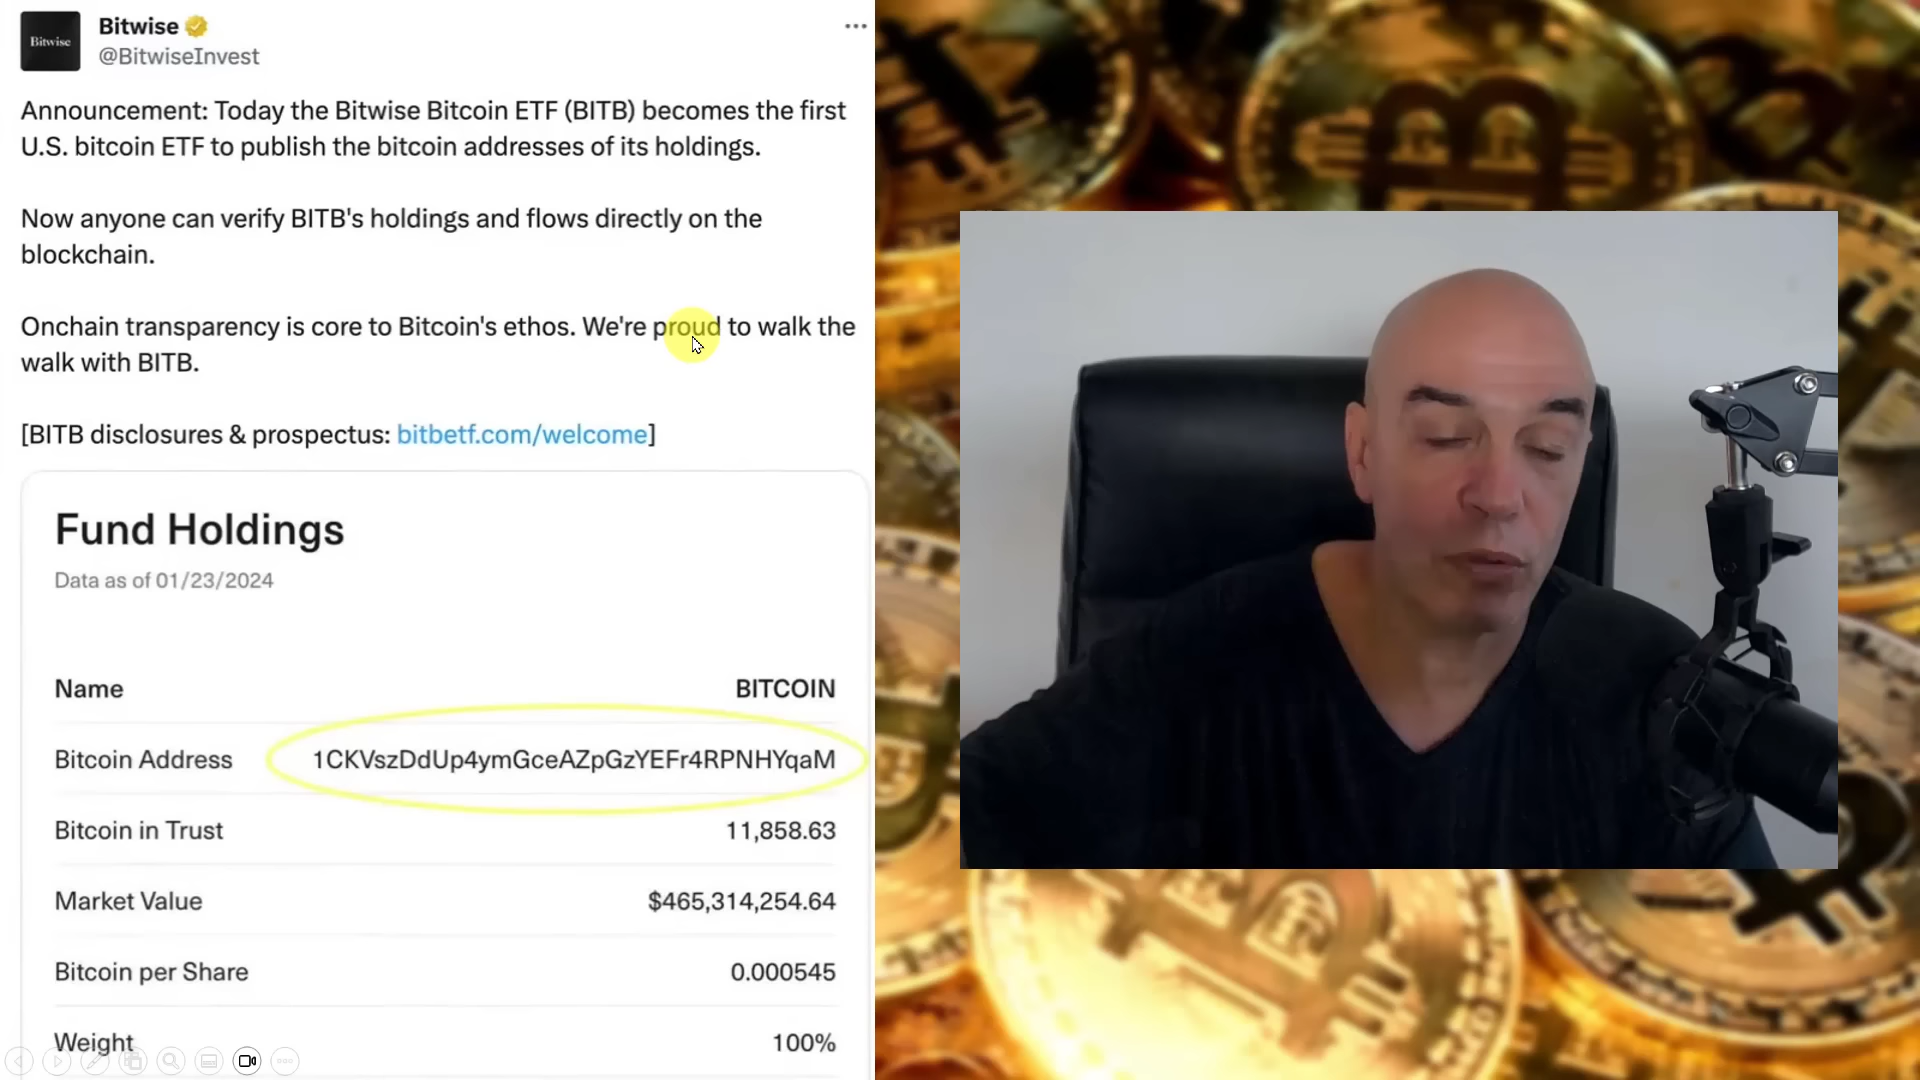 Bitwise
Bitwise
@BitwiseInvest
Announcement: Today the Bitwise Bitcoin ETF (BITB) becomes the first
U.S. bitcoin ETF to publish the bitcoin addresses of its holdings.
Now anyone can verify BITB's holdings and flows directly on the
blockchain.
Onchain transparency is core to Bitcoin's ethos. We're proud to walk the
walk with BITB.
[BITB disclosures & prospectus: bitbetf.com/welcome]
Fund Holdings
Data as of 01/23/2024
Name BITCOIN
Bitcoin Address 1CKVszDdUp4ymGceAZpGzYEFr4RPNHYqaM
Bitcoin in Trust 11,858.63
Market Value $465,314,254.64
Bitcoin per Share 0.000545
Weight 100%